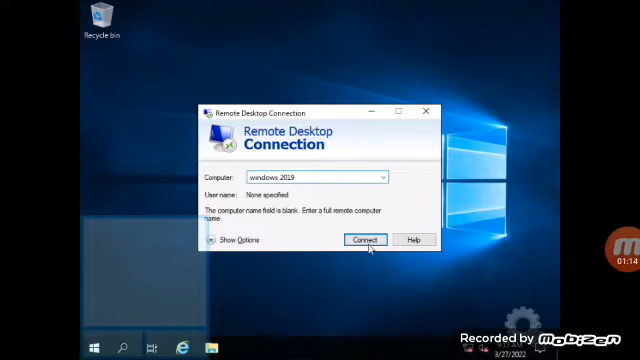 Recycle bin
Remote Desktop Connection
Remote Desktop
Connection
Computer:
windows 2019
User name:
None specified
The computer name field is blank. Enter a full remote computer
name.
Show Options
Connect
Help
01:14
Recorded by mobizen
3/27/2022